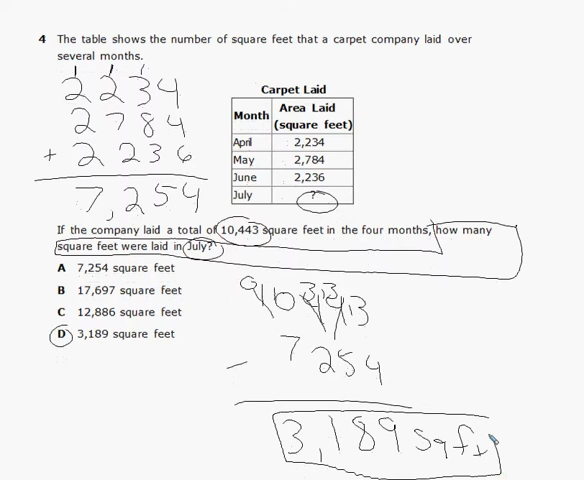 4 The table shows the number of square feet that a carpet company laid over
several months.
1 1 1
2234
2784
+ 2236
7,254
Carpet Laid
Month Area Laid
(square feet)
April 2,234
May 2,784
June 2,236
July ?
If the company laid a total of 10,443 square feet in the four months, how many
square feet were laid in July?
A 7,254 square feet
B 17,697 square feet
C 12,886 square feet
D 3,189 square feet
- 7254
3,189 sqft